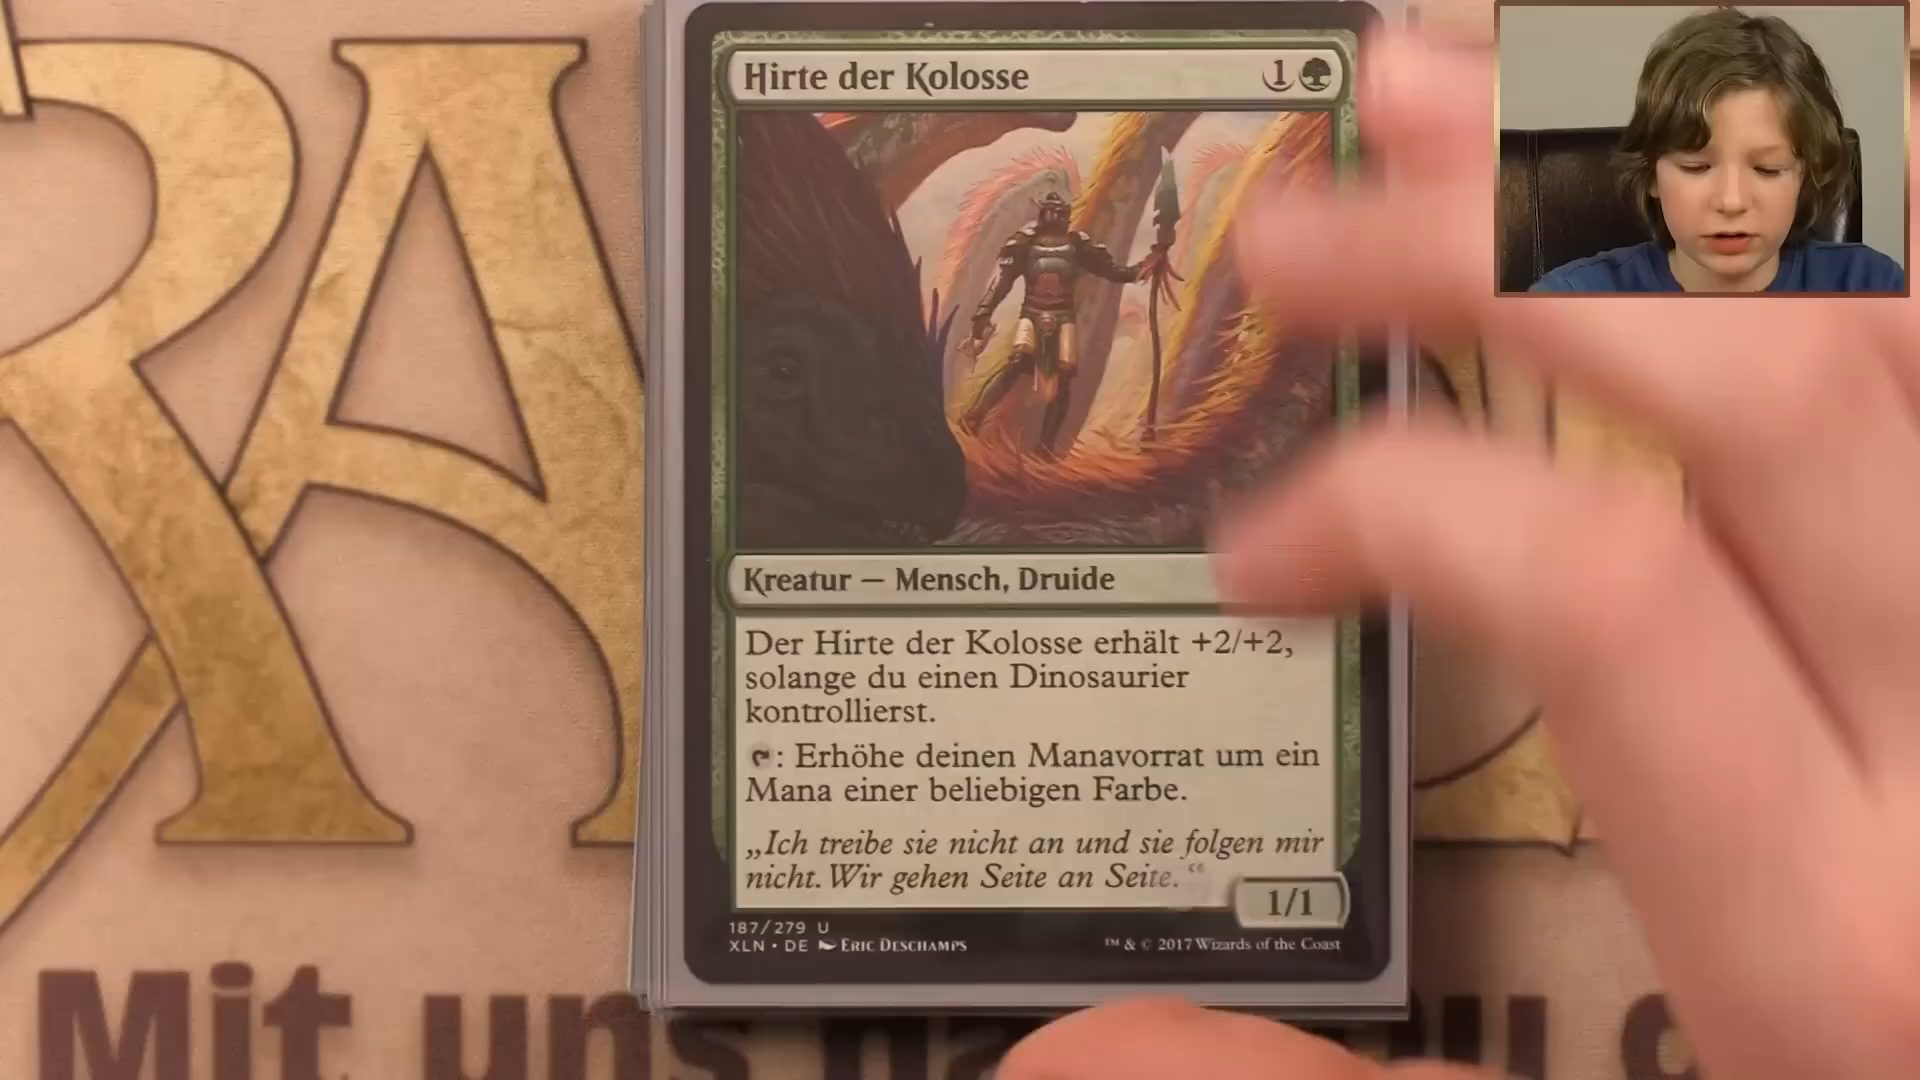 RA
Hirte der Kolosse 1
Kreatur — Mensch, Druide
Der Hirte der Kolosse erhält +2/+2,
solange du einen Dinosaurier
kontrollierst.
: Erhöhe deinen Manavorrat um ein
Mana einer beliebigen Farbe.
„Ich treibe sie nicht an und sie folgen mir
nicht. Wir gehen Seite an Seite.“
1/1
187/279 U
XLN • DE ERIC DESCHAMPS
™ & © 2017 Wizards of the Coast
Mit uns